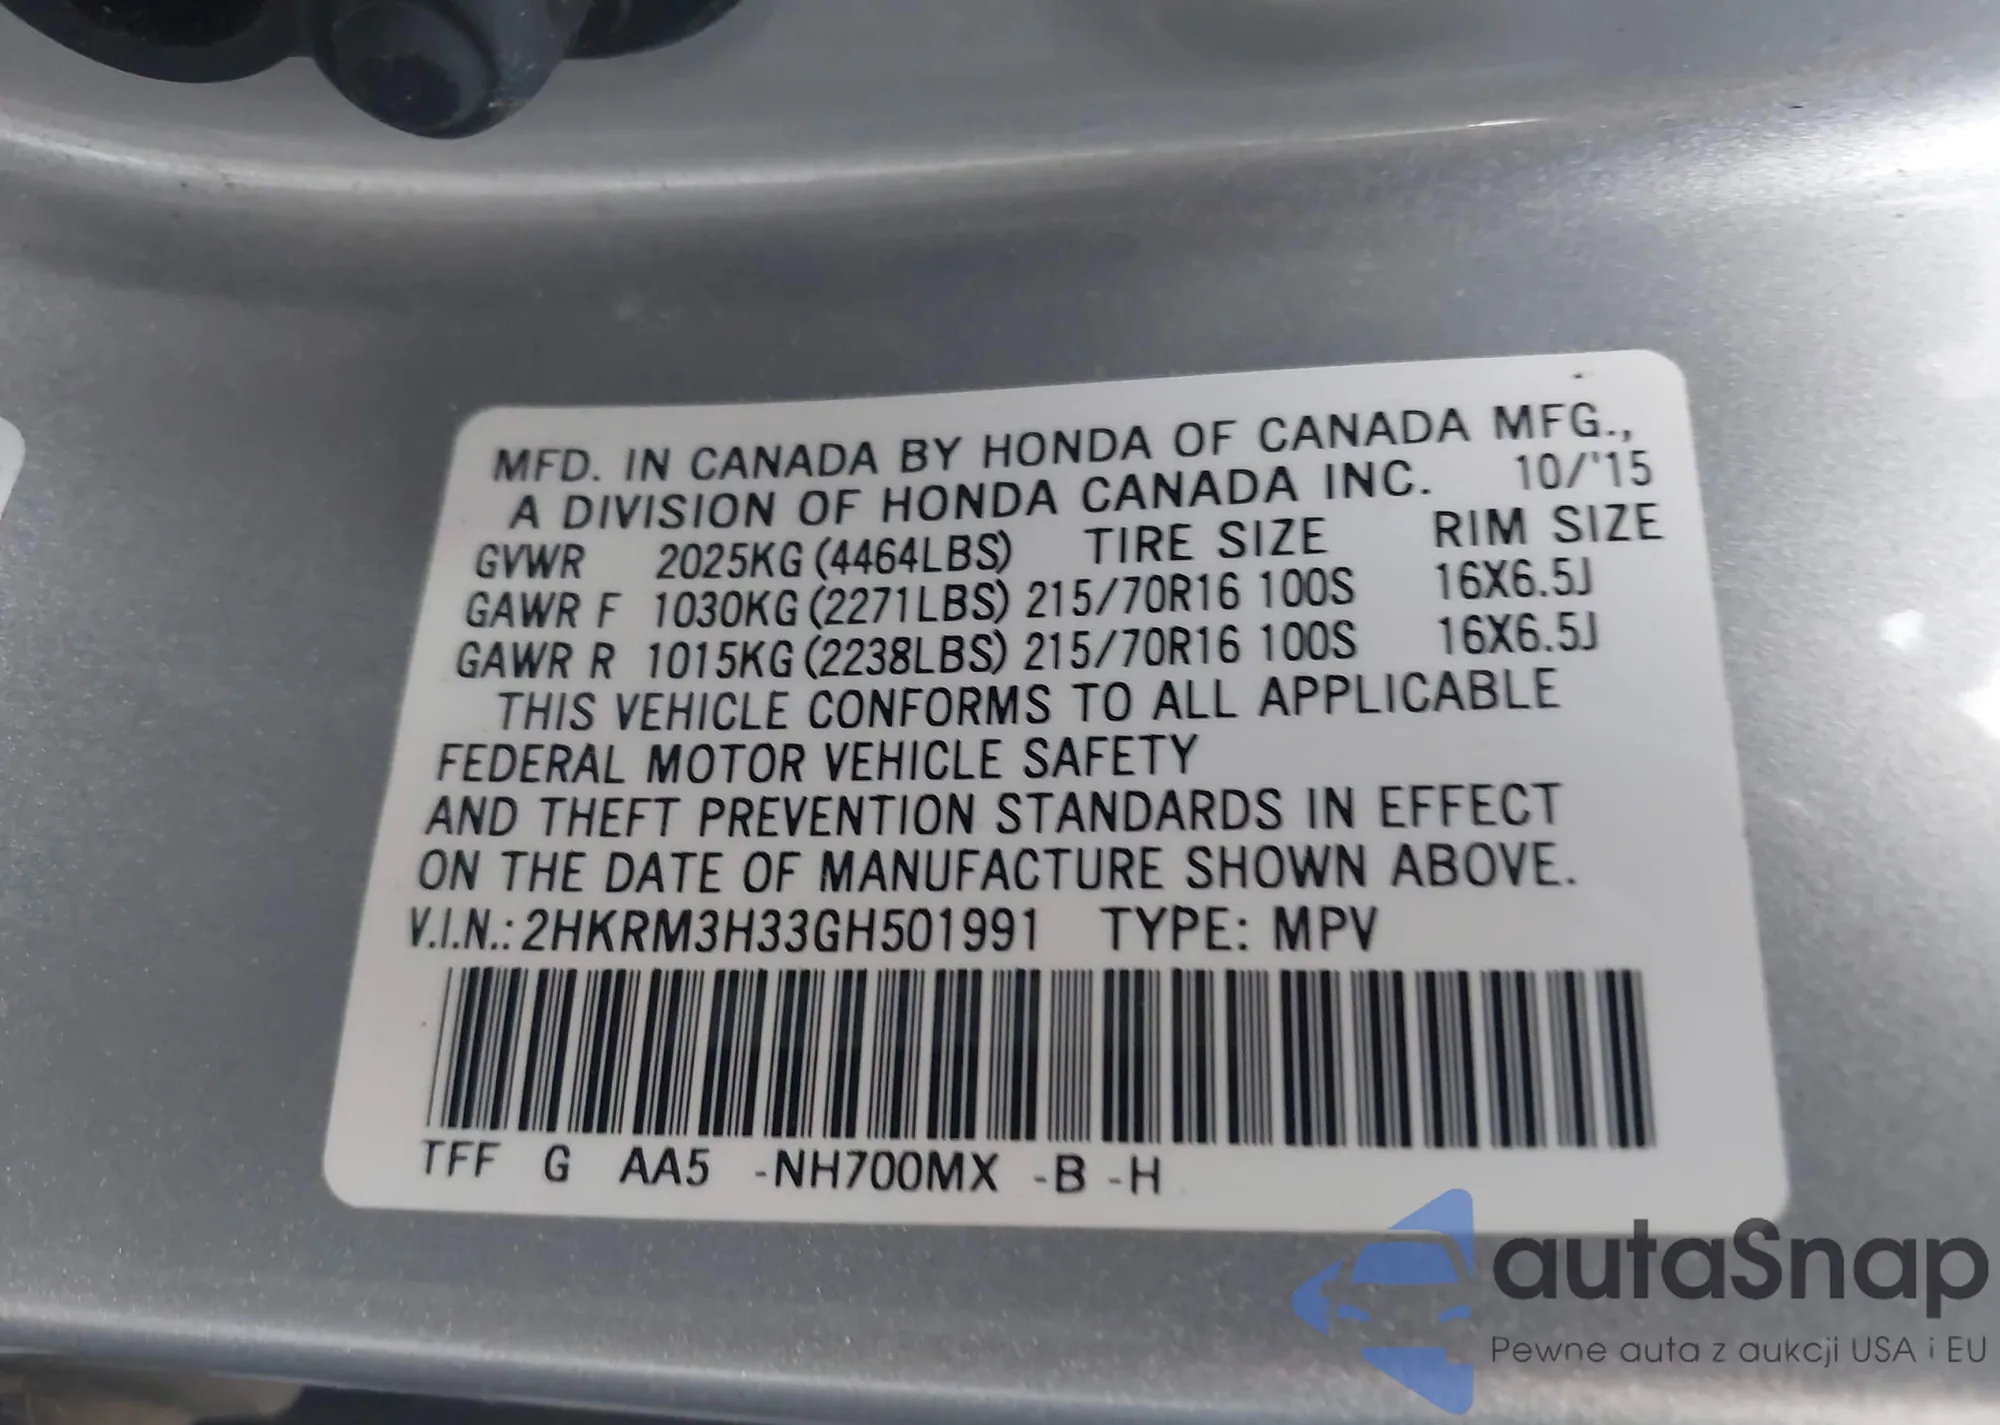 MFD. IN CANADA BY HONDA OF CANADA MFG.,
A DIVISION OF HONDA CANADA INC. 10/'15
GVWR 2025KG (4464LBS) TIRE SIZE RIM SIZE
GAWR F 1030KG (2271LBS) 215/70R16 100S 16X6.5J
GAWR R 1015KG (2238LBS) 215/70R16 100S 16X6.5J
THIS VEHICLE CONFORMS TO ALL APPLICABLE
FEDERAL MOTOR VEHICLE SAFETY
AND THEFT PREVENTION STANDARDS IN EFFECT
ON THE DATE OF MANUFACTURE SHOWN ABOVE.
V.I.N.: 2HKRM3H33GH501991 TYPE: MPV
TFF G AA5 -NH700MX -B -H
autaSnap
Pewne auta z aukcji USA i EU